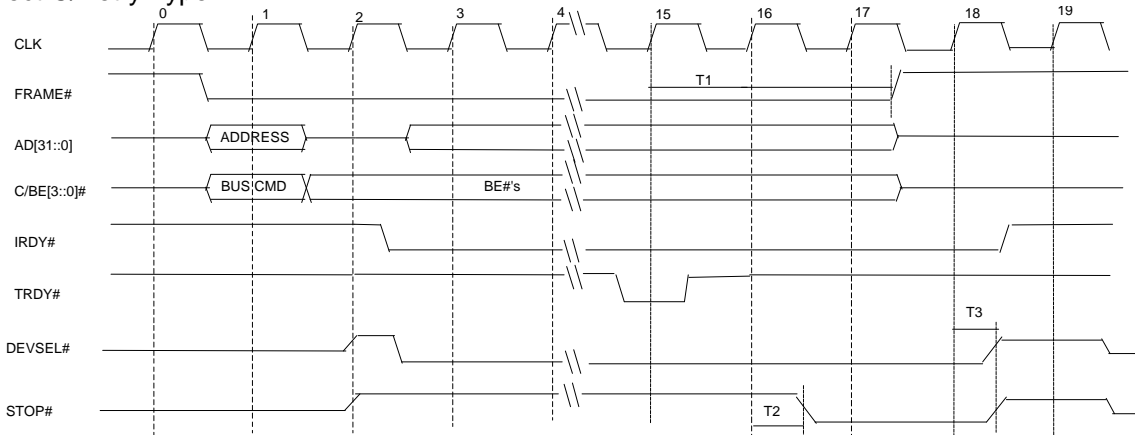 0 1 2 3 4 15 16 17 18 19
CLK
FRAME# T1
AD[31::0] ADDRESS
C/BE[3::0]# BUS CMD BE#'s
IRDY#
TRDY#
T3
DEVSEL#
STOP# T2